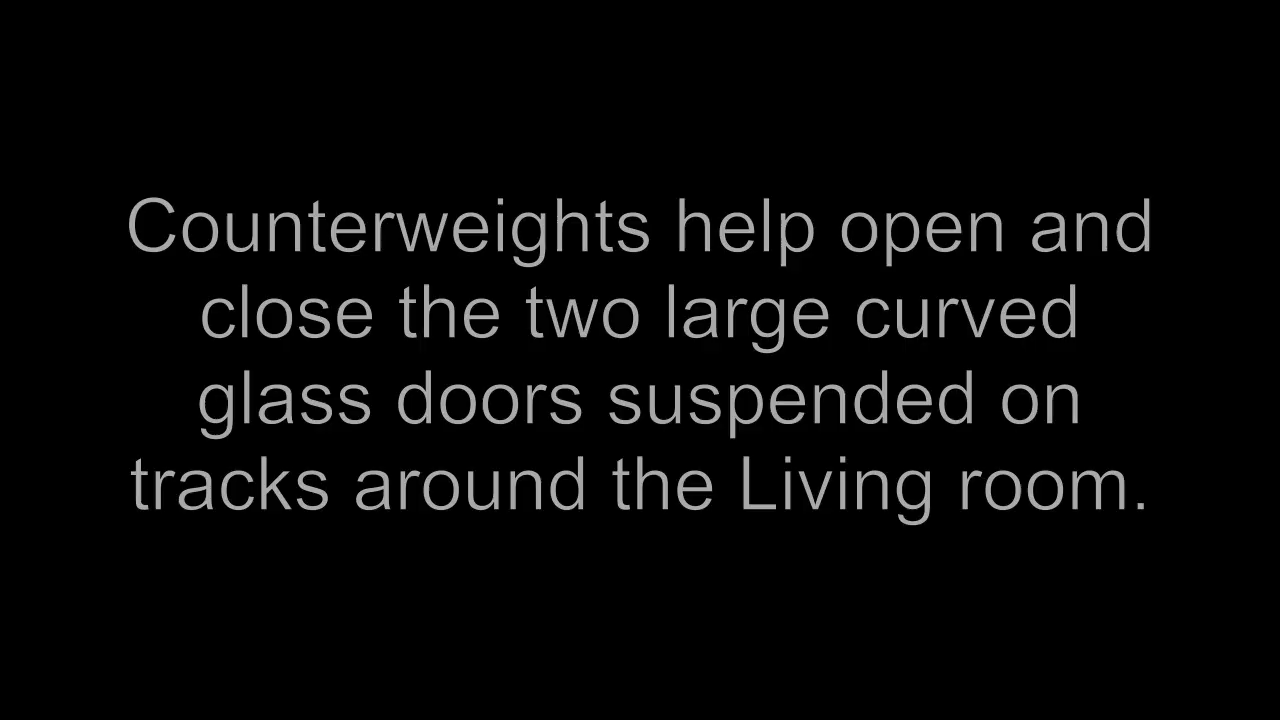 Counterweights help open and
close the two large curved
glass doors suspended on
tracks around the Living room.